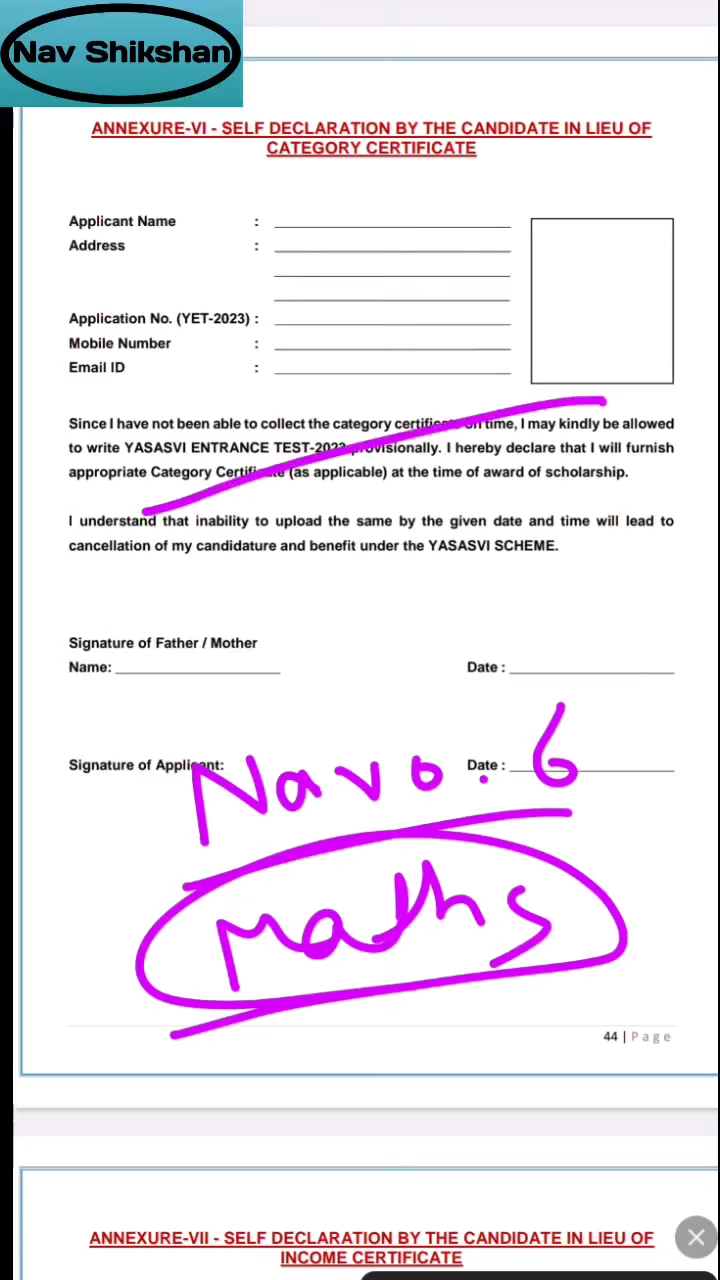 Nav Shikshan
ANNEXURE-VI - SELF DECLARATION BY THE CANDIDATE IN LIEU OF
CATEGORY CERTIFICATE
Applicant Name :
Address :
Application No. (YET-2023) :
Mobile Number :
Email ID :
Since I have not been able to collect the category certificate on time, I may kindly be allowed
to write YASASVI ENTRANCE TEST-2023 provisionally. I hereby declare that I will furnish
appropriate Category Certificate (as applicable) at the time of award of scholarship.
I understand that inability to upload the same by the given date and time will lead to
cancellation of my candidature and benefit under the YASASVI SCHEME.
Signature of Father / Mother
Name: Date :
Signature of Applicant: Date :
Navo. 6
Maths
44 | Page
ANNEXURE-VII - SELF DECLARATION BY THE CANDIDATE IN LIEU OF
INCOME CERTIFICATE